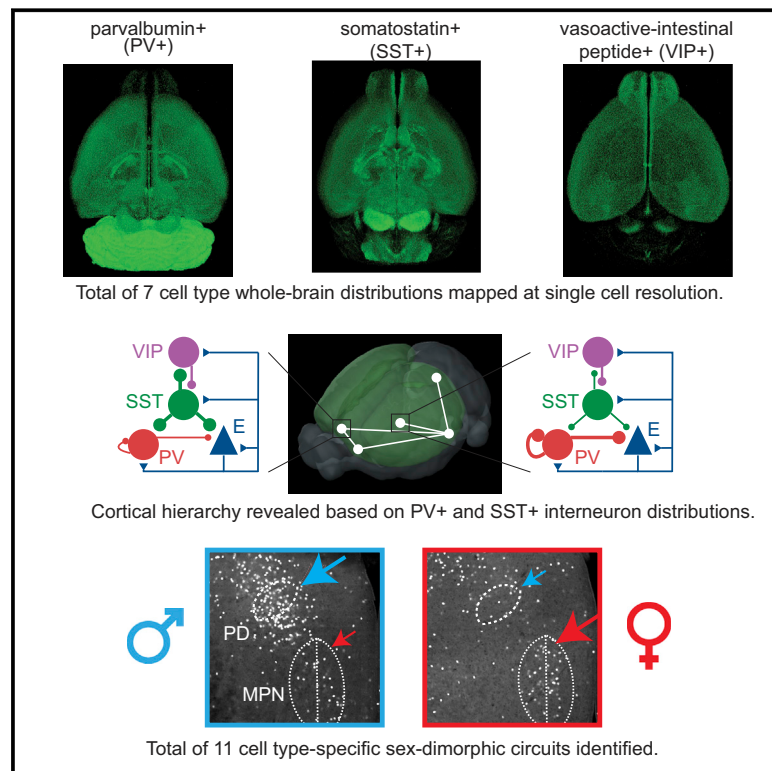 parvalbumin+
(PV+)
somatostatin+
(SST+)
vasoactive-intestinal
peptide+ (VIP+)
Total of 7 cell type whole-brain distributions mapped at single cell resolution.
VIP
SST
E
PV
VIP
SST
E
PV
Cortical hierarchy revealed based on PV+ and SST+ interneuron distributions.
PD
MPN
Total of 11 cell type-specific sex-dimorphic circuits identified.